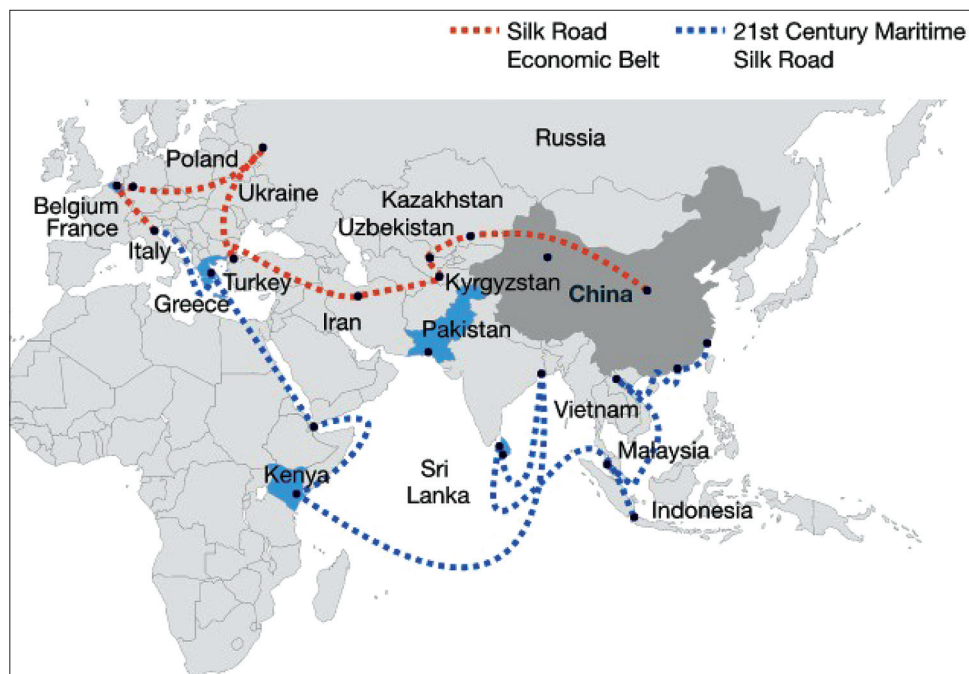 Silk Road
Economic Belt
21st Century Maritime
Silk Road
Russia
Poland
Ukraine
Kazakhstan
Belgium
France
Uzbekistan
Italy
Turkey
Kyrgyzstan
China
Greece
Iran
Pakistan
Vietnam
Malaysia
Kenya
Sri
Lanka
Indonesia